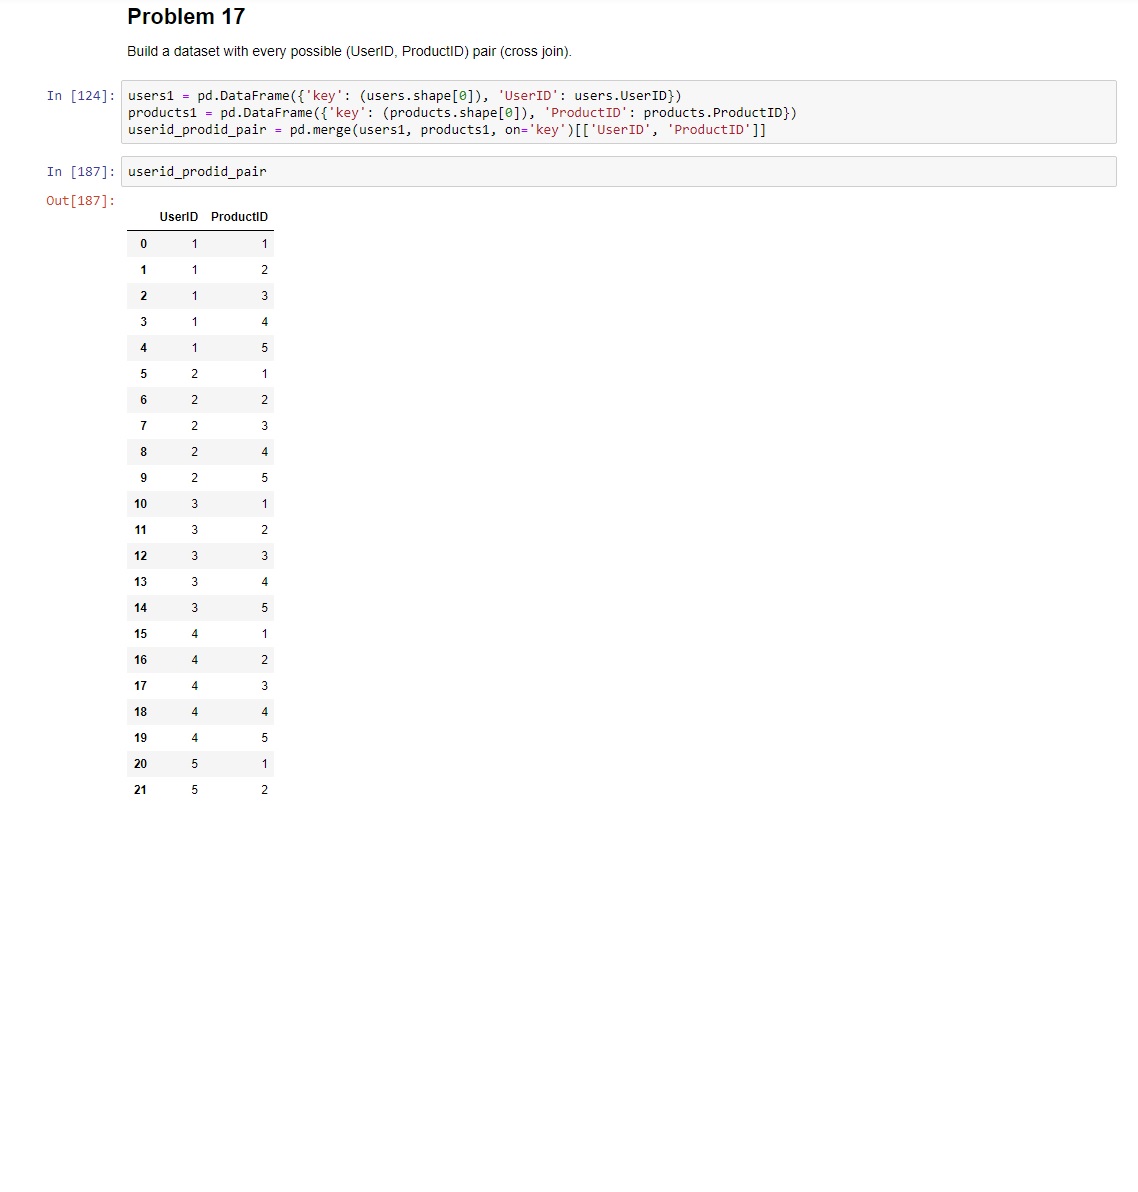 Problem 17
Build a dataset with every possible (UserID, ProductID) pair (cross join).
In [124]: users1 = pd.DataFrame({'key': (users.shape[0]), 'UserID': users.UserID})
products1 = pd.DataFrame({'key': (products.shape[0]), 'ProductID': products.ProductID})
userid_prodid_pair = pd.merge(users1, products1, on='key')[['UserID', 'ProductID']]
In [187]: userid_prodid_pair
Out[187]:
UserID ProductID
0 1 1
1 1 2
2 1 3
3 1 4
4 1 5
5 2 1
6 2 2
7 2 3
8 2 4
9 2 5
10 3 1
11 3 2
12 3 3
13 3 4
14 3 5
15 4 1
16 4 2
17 4 3
18 4 4
19 4 5
20 5 1
21 5 2